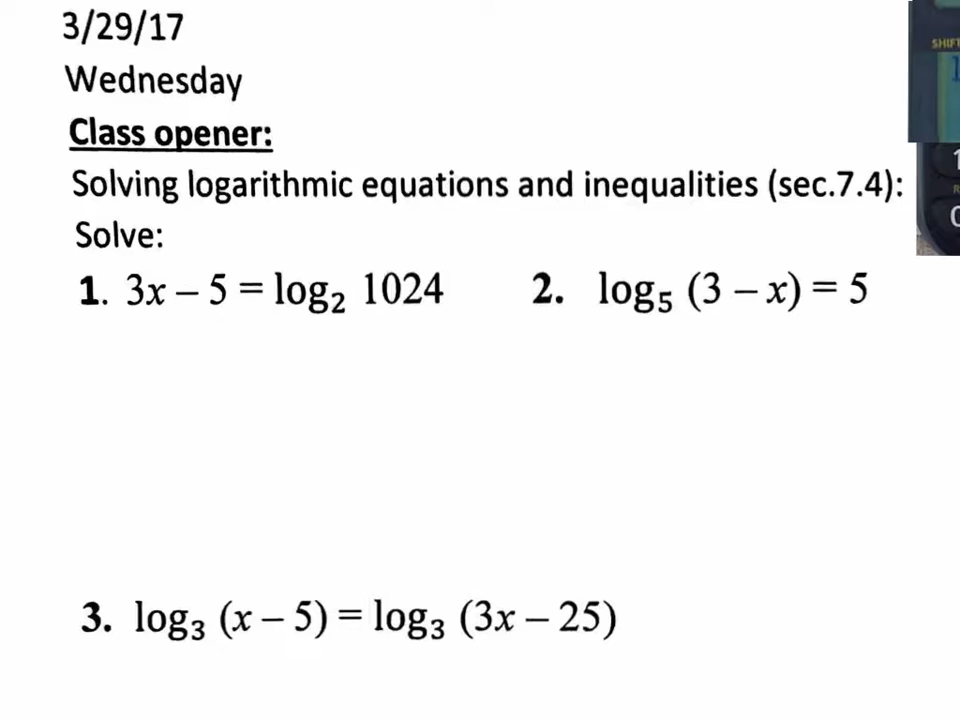 3/29/17
Wednesday
Class opener:
Solving logarithmic equations and inequalities (sec.7.4):
Solve:
1. 3x – 5 = log₂ 1024 2. log₅ (3 – x) = 5
3. log₃ (x – 5) = log₃ (3x – 25)
SHIFT